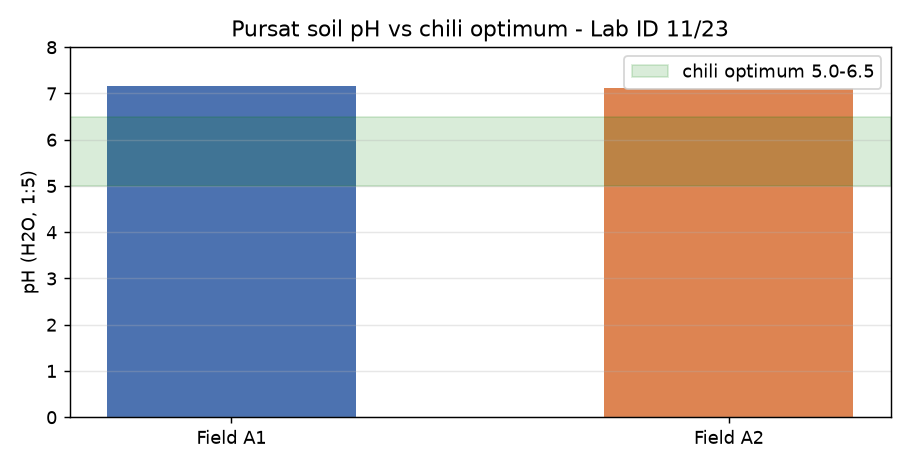 Pursat soil pH vs chili optimum - Lab ID 11/23
chili optimum 5.0-6.5
pH (H2O, 1:5)
8
7
6
5
4
3
2
1
0
Field A1
Field A2